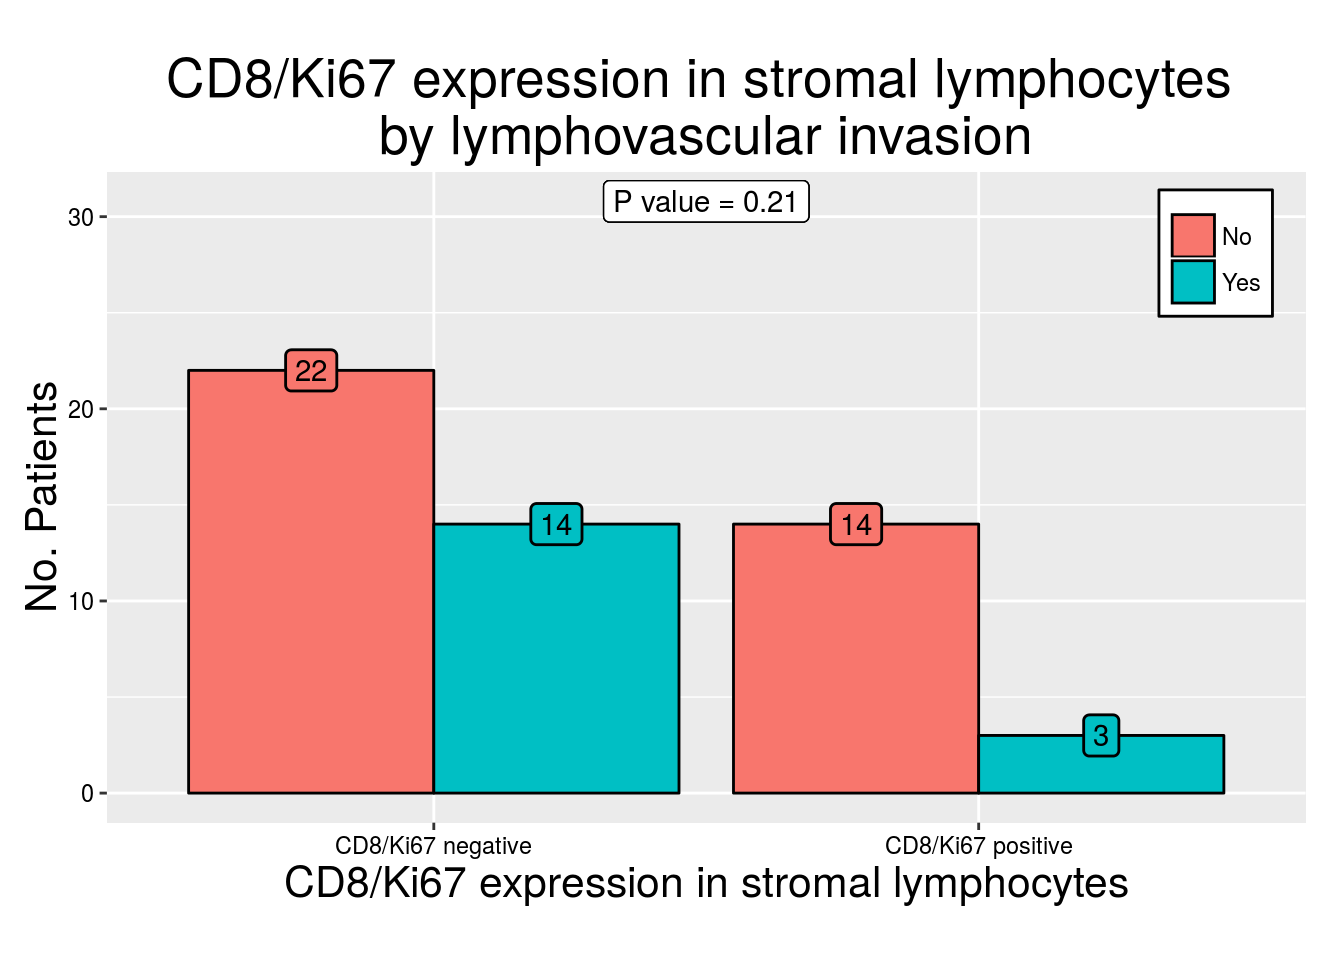 CD8/Ki67 expression in stromal lymphocytes
by lymphovascular invasion
P value = 0.21
No
Yes
No. Patients
30
20
10
0
22
14
14
3
CD8/Ki67 negative
CD8/Ki67 positive
CD8/Ki67 expression in stromal lymphocytes